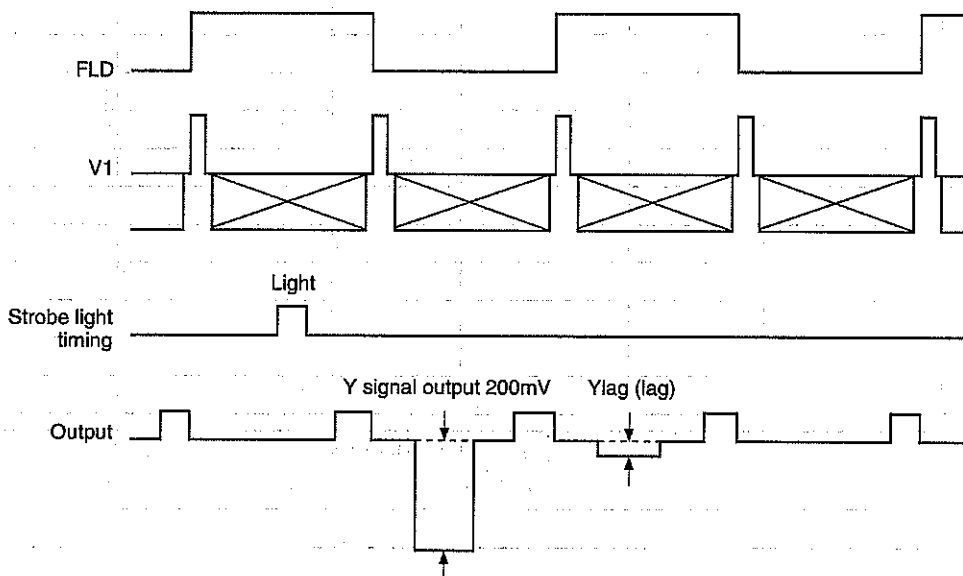 FLD
V1
Light
Strobe light
timing
Y signal output 200mV Ylag (lag)
Output